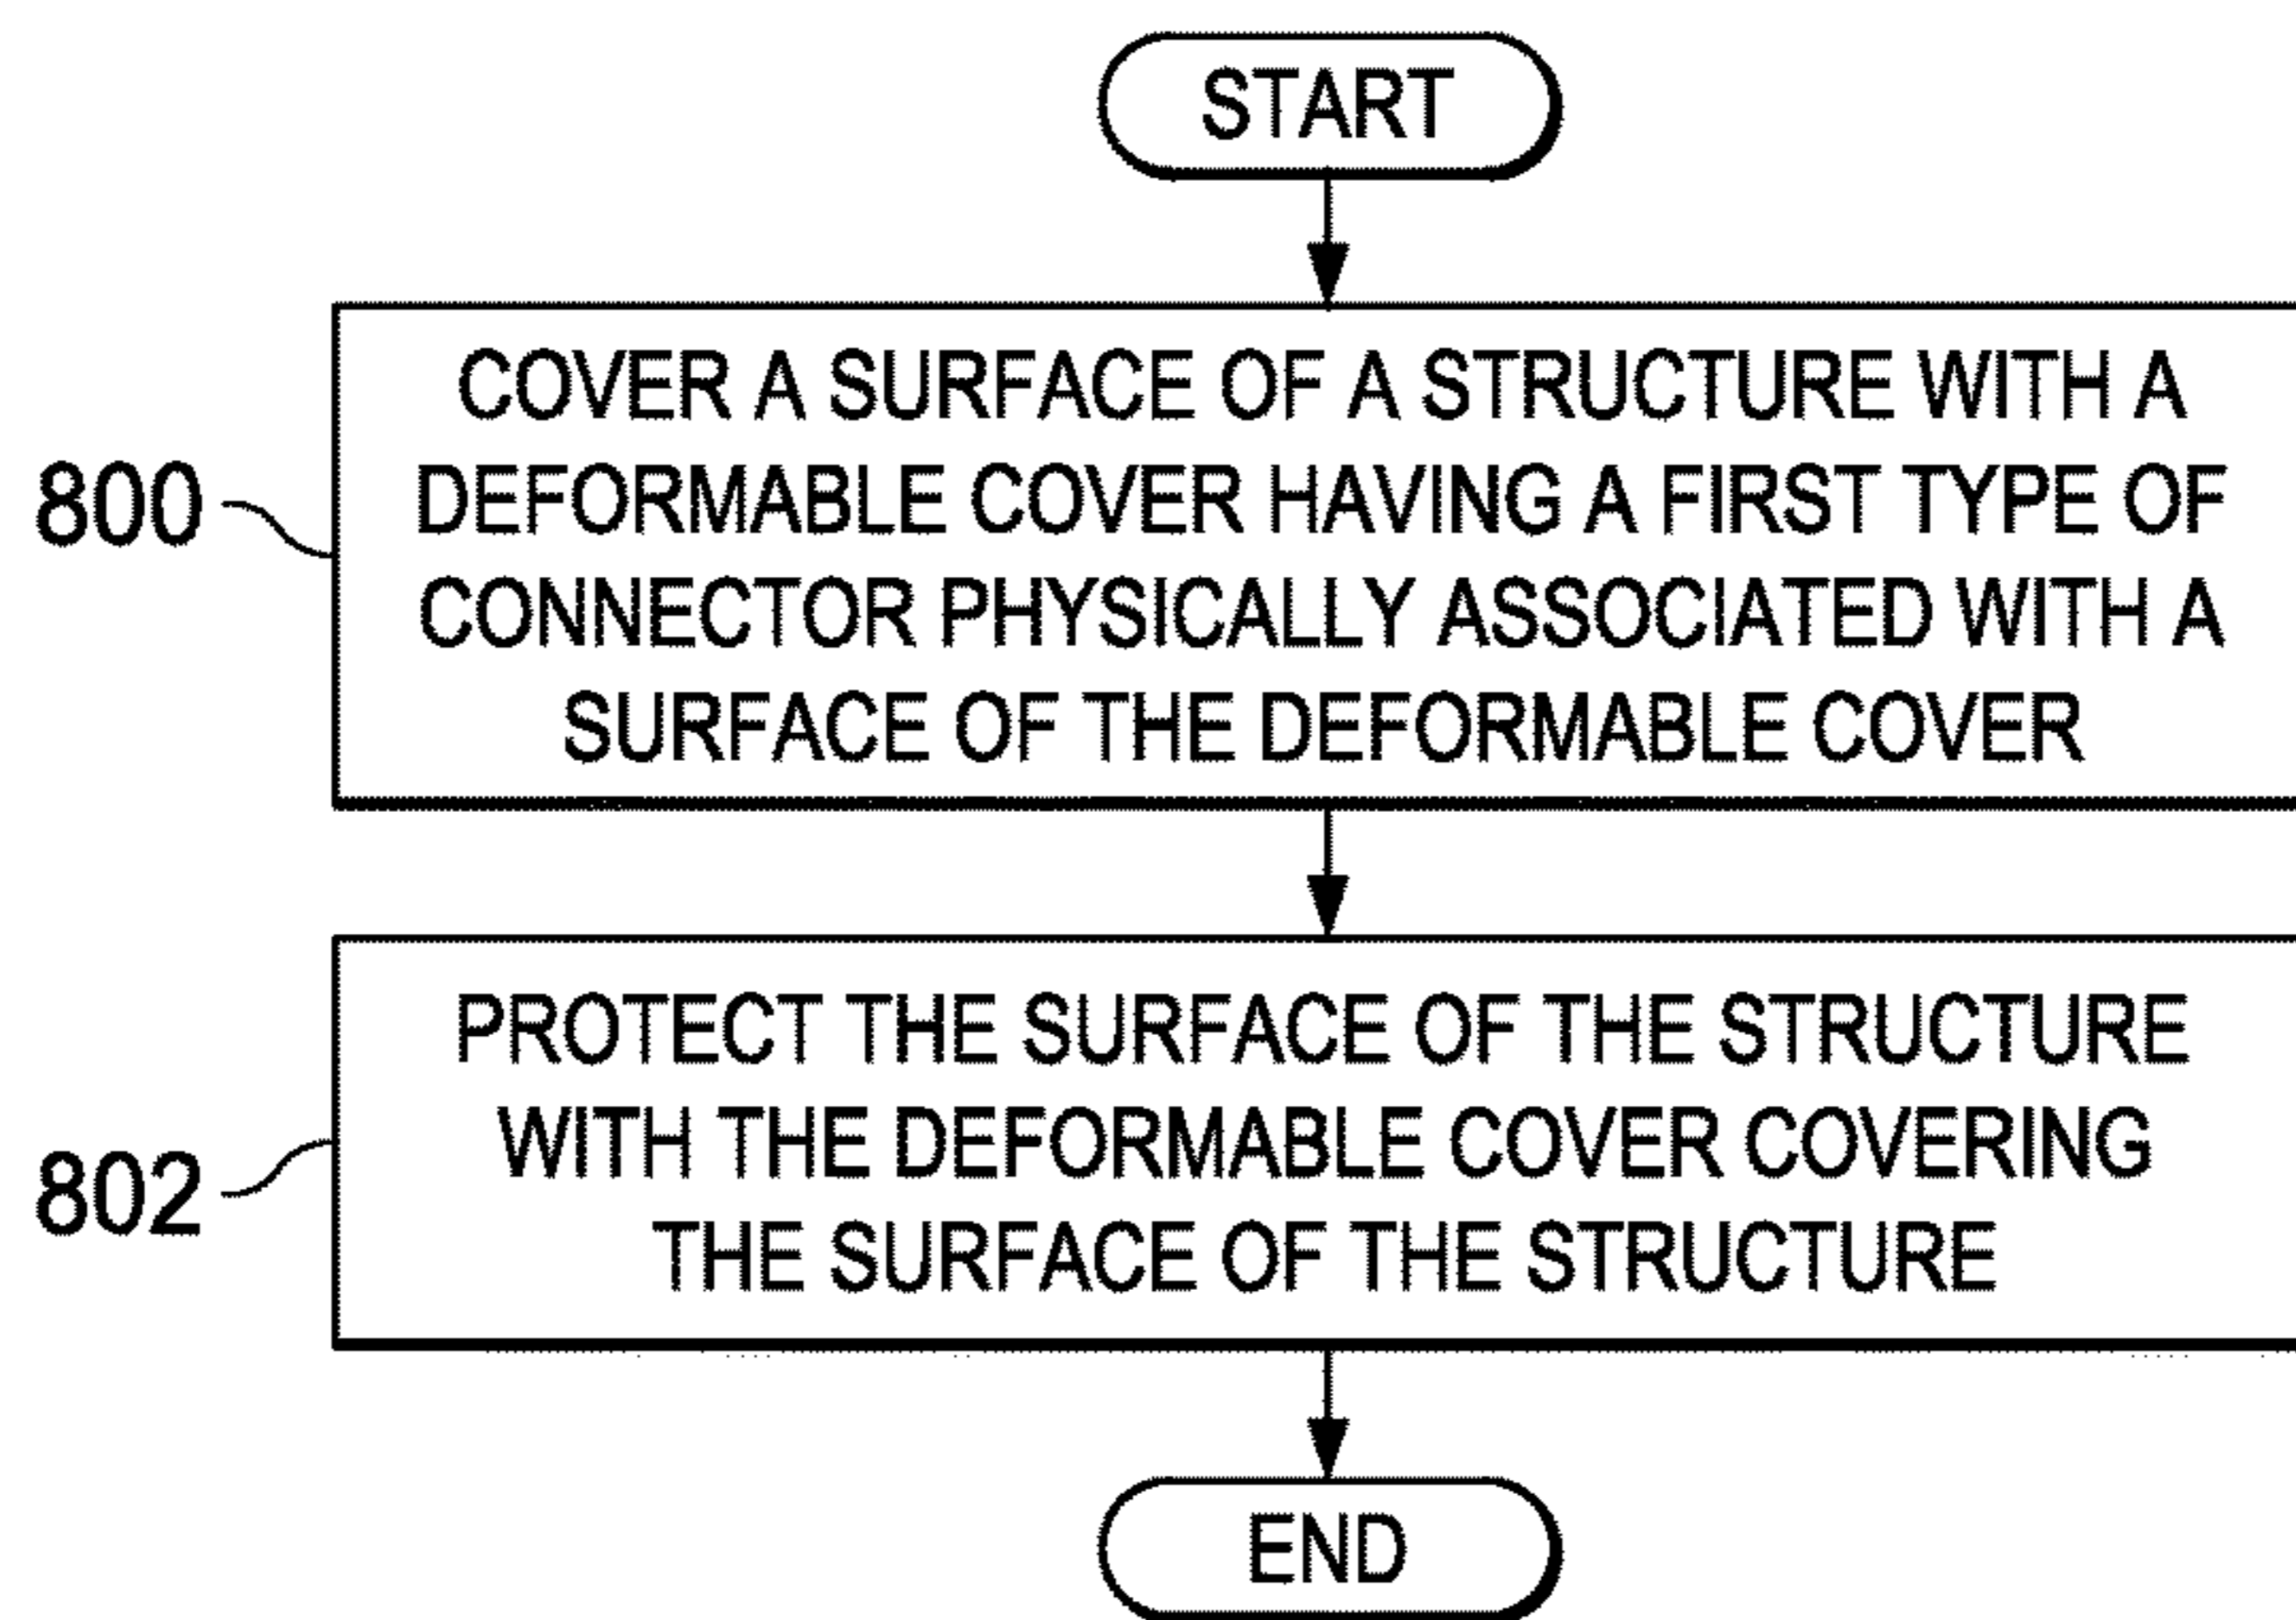 START
800
COVER A SURFACE OF A STRUCTURE WITH A
DEFORMABLE COVER HAVING A FIRST TYPE OF
CONNECTOR PHYSICALLY ASSOCIATED WITH A
SURFACE OF THE DEFORMABLE COVER
802
PROTECT THE SURFACE OF THE STRUCTURE
WITH THE DEFORMABLE COVER COVERING
THE SURFACE OF THE STRUCTURE
END